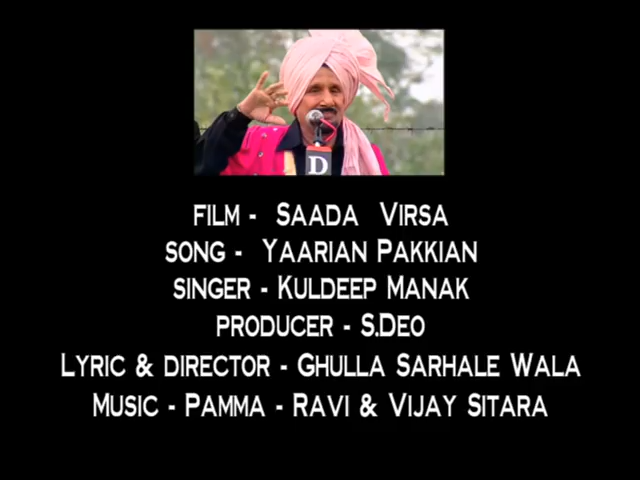 D
FILM - SAADA VIRSA
SONG - YAARIAN PAKKIAN
SINGER - KULDEEP MANAK
PRODUCER - S.DEO
LYRIC & DIRECTOR - GHULLA SARHALE WALA
MUSIC - PAMMA - RAVI & VIJAY SITARA